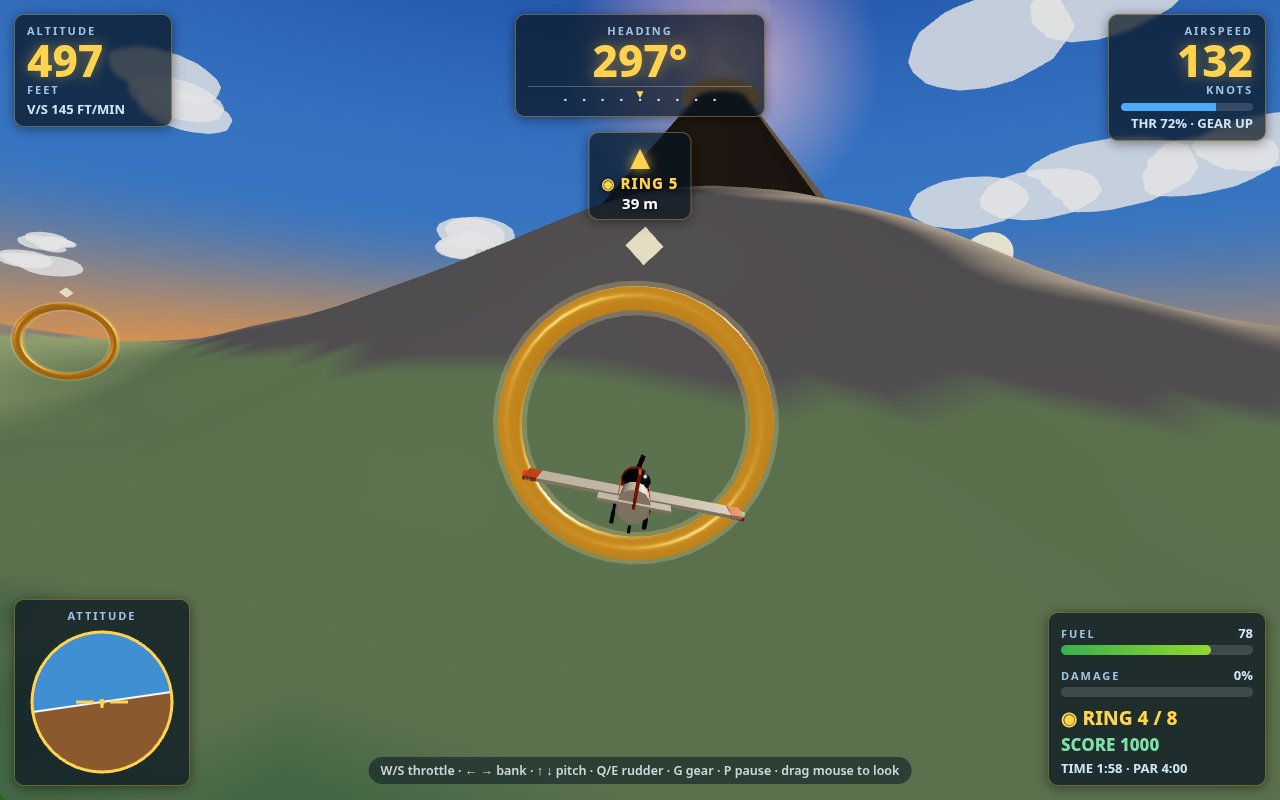 ALTITUDE
497
FEET
V/S 145 FT/MIN
HEADING
297°
AIRSPEED
132
KNOTS
THR 72% · GEAR UP
▲
◉ RING 5
39 m
ATTITUDE
W/S throttle · ← → bank · ↑ ↓ pitch · Q/E rudder · G gear · P pause · drag mouse to look
FUEL 78
DAMAGE 0%
◉ RING 4 / 8
SCORE 1000
TIME 1:58 · PAR 4:00